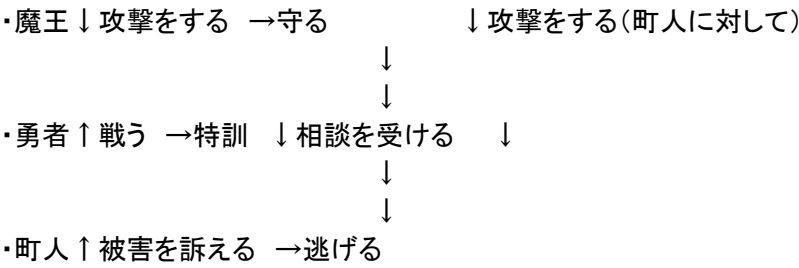 ・魔王↓攻撃をする →守る ↓攻撃をする(町人に対して)
↓
↓
・勇者↑戦う →特訓 ↓相談を受ける ↓
↓
↓
・町人↑被害を訴える →逃げる